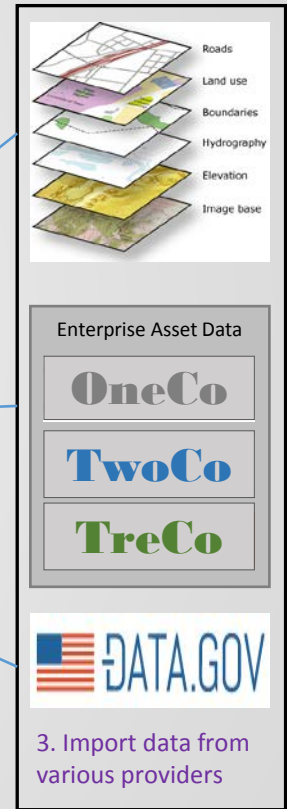 Roads
Land use
Boundaries
Hydrography
Elevation
Image base
Enterprise Asset Data
OneCo
TwoCo
TreCo
DATA.GOV
3. Import data from
various providers